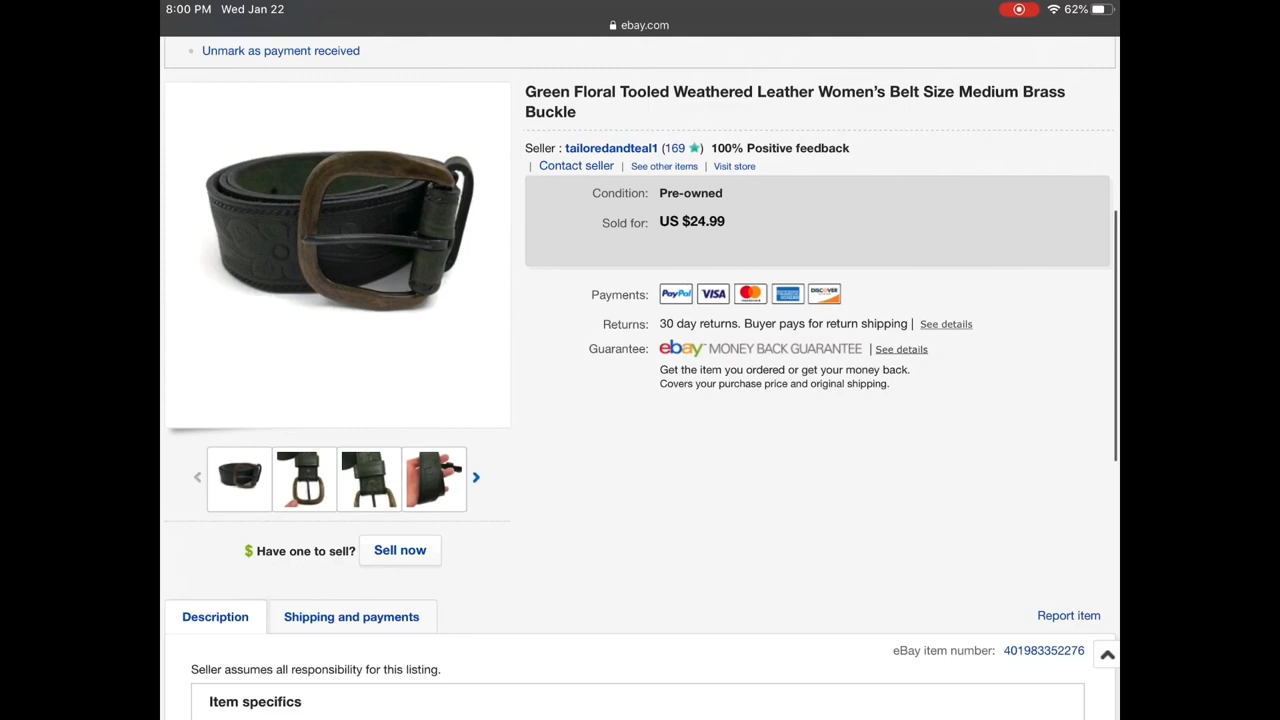 8:00 PM Wed Jan 22
62%
ebay.com
Unmark as payment received
Green Floral Tooled Weathered Leather Women's Belt Size Medium Brass
Buckle
Seller : tailoredandteal1 (169 ) 100% Positive feedback
| Contact seller | See other items | Visit store
Condition: Pre-owned
Sold for: US $24.99
Payments: PayPal VISA MasterCard AMERICAN EXPRESS DISCOVER
Returns: 30 day returns. Buyer pays for return shipping | See details
Guarantee: ebay MONEY BACK GUARANTEE | See details
Get the item you ordered or get your money back.
Covers your purchase price and original shipping.
$ Have one to sell? Sell now
Description Shipping and payments Report item
eBay item number: 401983352276
Seller assumes all responsibility for this listing.
Item specifics